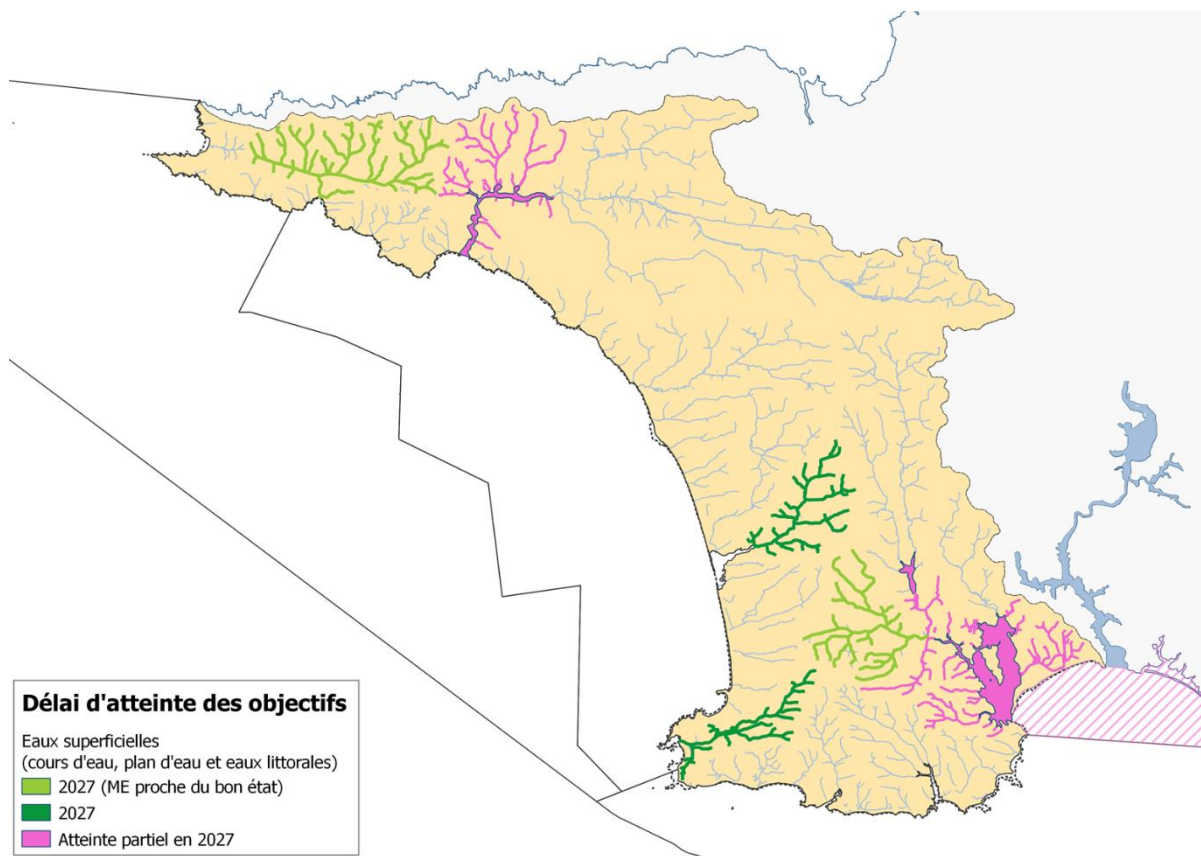 Délai d'atteinte des objectifs
Eaux superficielles
(cours d'eau, plan d'eau et eaux littorales)
2027 (ME proche du bon état)
2027
Atteinte partiel en 2027